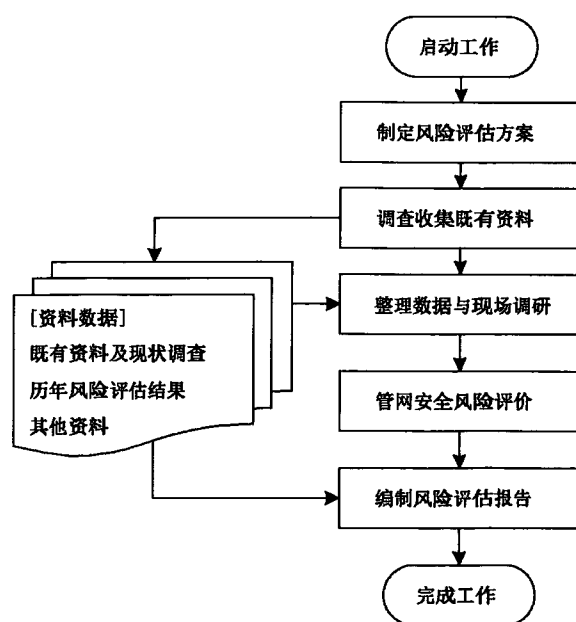 启动工作
制定风险评估方案
调查收集既有资料
[资料数据]
既有资料及现状调查
历年风险评估结果
其他资料
整理数据与现场调研
管网安全风险评价
编制风险评估报告
完成工作